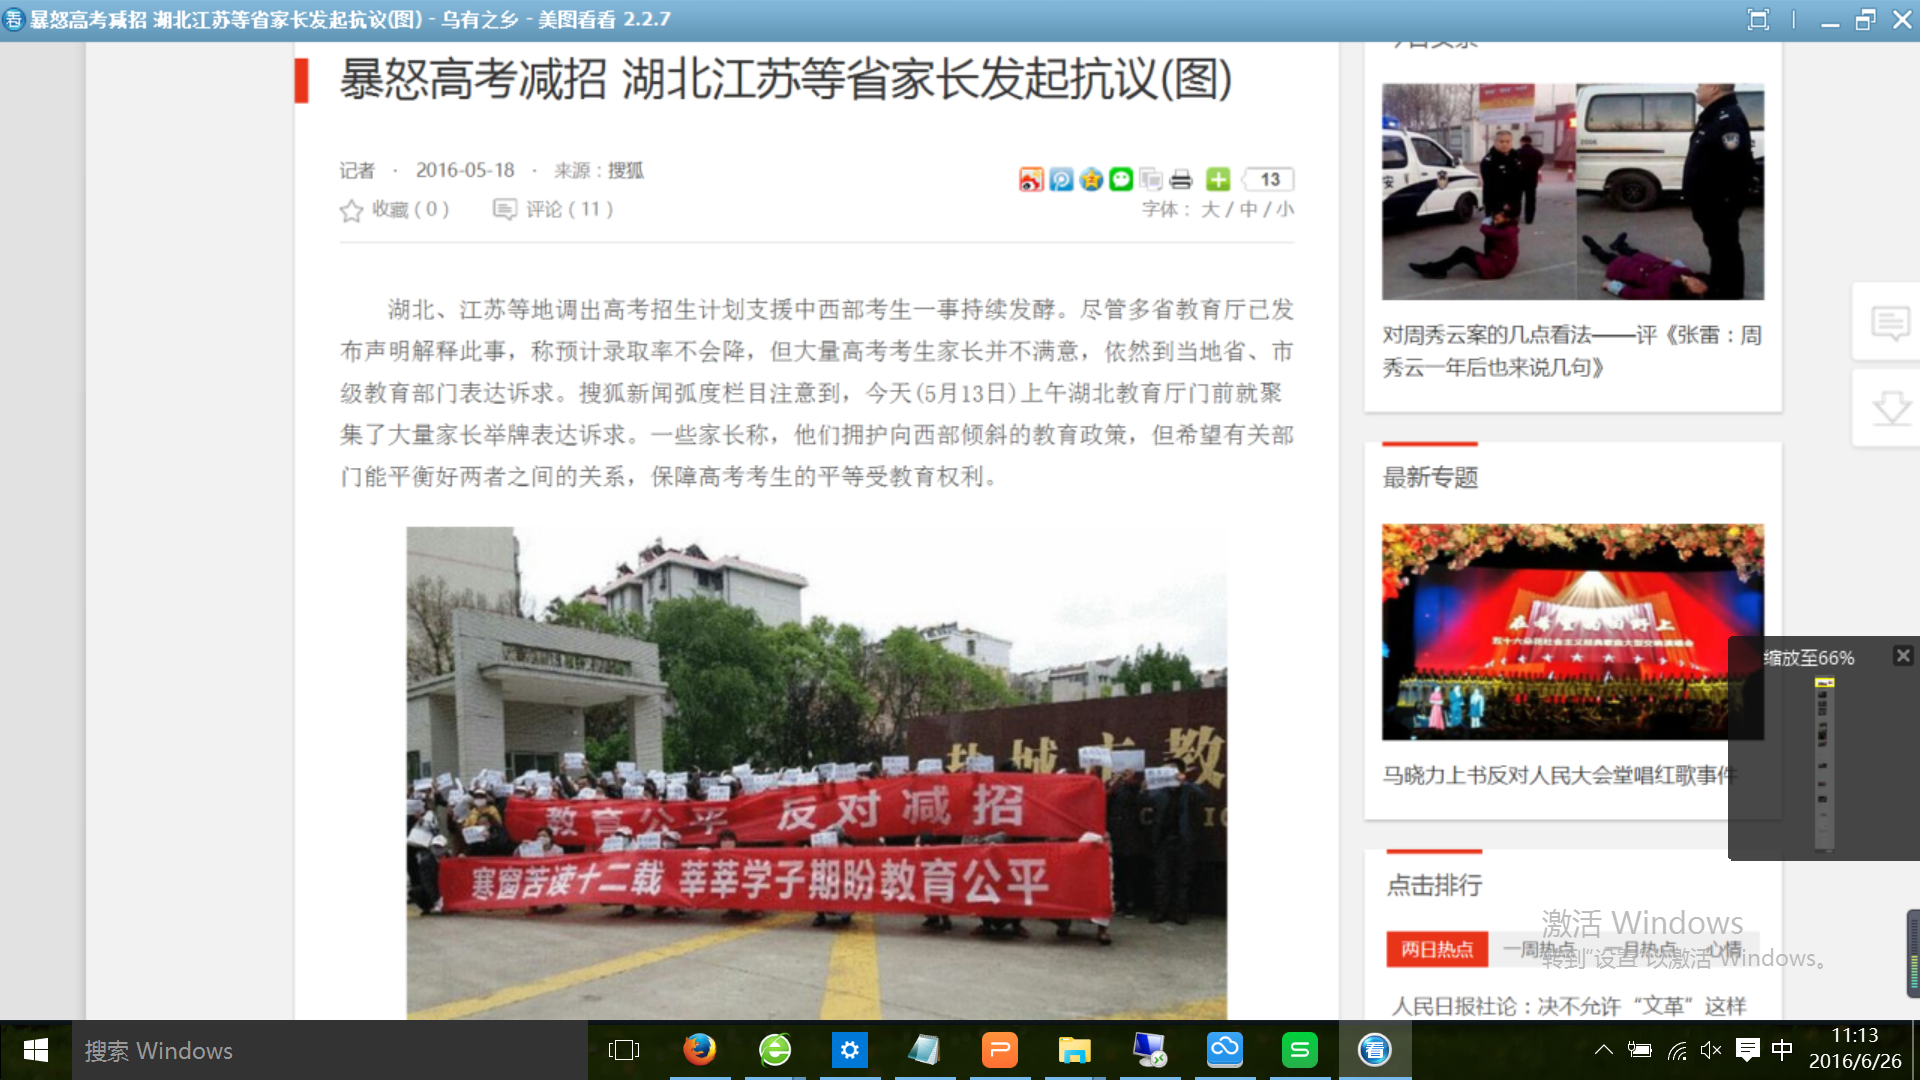 暴怒高考减招 湖北江苏等省家长发起抗议(图) - 乌有之乡 - 美图看看 2.2.7
暴怒高考减招 湖北江苏等省家长发起抗议(图)
记者 · 2016-05-18 · 来源：搜狐
13
收藏 ( 0 ) 评论 ( 11 )
字体： 大 / 中 / 小
湖北、江苏等地调出高考招生计划支援中西部考生一事持续发酵。尽管多省教育厅已发
布声明解释此事，称预计录取率不会降，但大量高考考生家长并不满意，依然到当地省、市
级教育部门表达诉求。搜狐新闻弧度栏目注意到，今天(5月13日)上午湖北教育厅门前就聚
集了大量家长举牌表达诉求。一些家长称，他们拥护向西部倾斜的教育政策，但希望有关部
门能平衡好两者之间的关系，保障高考考生的平等受教育权利。
盐城市教
教育公平 反对减招
寒窗苦读十二载 莘莘学子期盼教育公平
对周秀云案的几点看法——评《张雷：周
秀云一年后也来说几句》
最新专题
在希望的田野上
马晓力上书反对人民大会堂唱红歌事件
缩放至66%
点击排行
两日热点 一周热点 一月热点 心情
激活 Windows
转到“设置”以激活 Windows。
人民日报社论：决不允许“文革”这样
搜索 Windows
中
11:13
2016/6/26